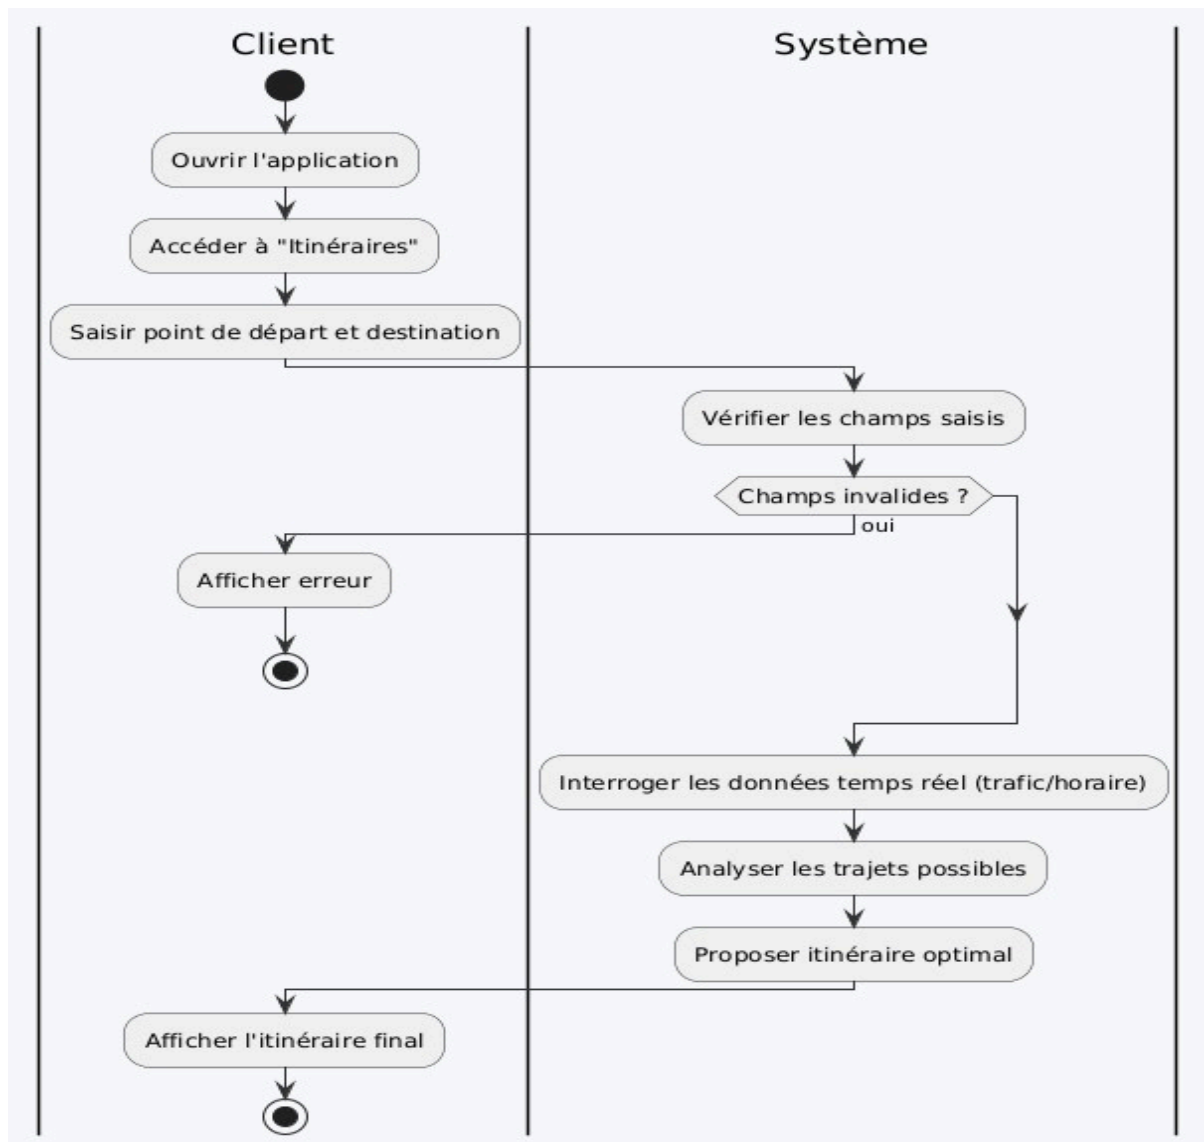 Client
Système
Ouvrir l'application
Accéder à "Itinéraires"
Saisir point de départ et destination
Vérifier les champs saisis
Champs invalides ?
oui
Afficher erreur
Interroger les données temps réel (trafic/horaire)
Analyser les trajets possibles
Proposer itinéraire optimal
Afficher l'itinéraire final